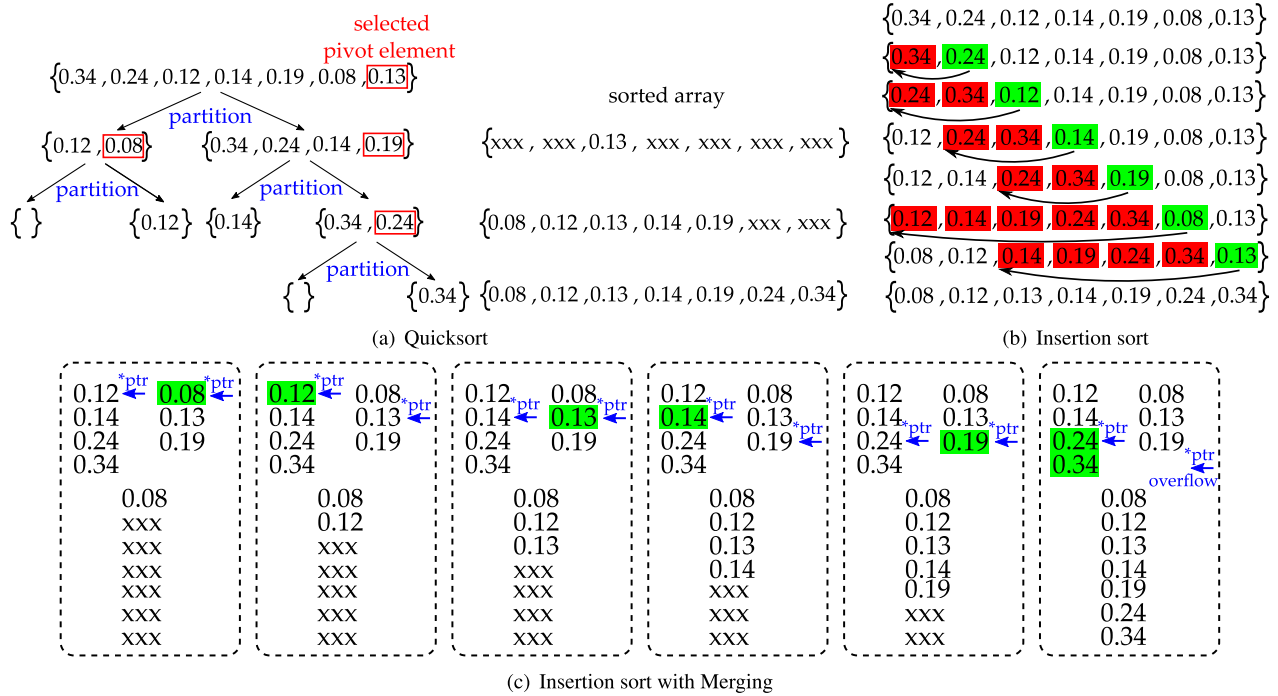 selected
pivot element
{0.34, 0.24, 0.12, 0.14, 0.19, 0.08, 0.13}
partition
{0.12, 0.08} {0.34, 0.24, 0.14, 0.19}
partition partition
{ } {0.12} {0.14} {0.34, 0.24}
partition
{ } {0.34}
sorted array
{xxx, xxx, 0.13, xxx, xxx, xxx, xxx}
{0.08, 0.12, 0.13, 0.14, 0.19, xxx, xxx}
{0.08, 0.12, 0.13, 0.14, 0.19, 0.24, 0.34}
(a) Quicksort
{0.34, 0.24, 0.12, 0.14, 0.19, 0.08, 0.13}
{0.34, 0.24, 0.12, 0.14, 0.19, 0.08, 0.13}
{0.24, 0.34, 0.12, 0.14, 0.19, 0.08, 0.13}
{0.12, 0.24, 0.34, 0.14, 0.19, 0.08, 0.13}
{0.12, 0.14, 0.24, 0.34, 0.19, 0.08, 0.13}
{0.12, 0.14, 0.19, 0.24, 0.34, 0.08, 0.13}
{0.08, 0.12, 0.14, 0.19, 0.24, 0.34, 0.13}
{0.08, 0.12, 0.13, 0.14, 0.19, 0.24, 0.34}
(b) Insertion sort
0.12 *ptr 0.08 *ptr
0.14 0.13
0.24 0.19
0.34
0.08
xxx
xxx
xxx
xxx
xxx
xxx
0.12 *ptr 0.08
0.14 0.13 *ptr
0.24 0.19
0.34
0.08
0.12
xxx
xxx
xxx
xxx
xxx
0.12 0.08
0.14 *ptr 0.13 *ptr
0.24 0.19
0.34
0.08
0.12
0.13
xxx
xxx
xxx
xxx
0.12 0.08
0.14 *ptr 0.13
0.24 0.19 *ptr
0.34
0.08
0.12
0.13
0.14
xxx
xxx
xxx
0.12 0.08
0.14 0.13
0.24 *ptr 0.19 *ptr
0.34
0.08
0.12
0.13
0.14
0.19
xxx
xxx
0.12 0.08
0.14 0.13
0.24 *ptr 0.19
0.34 *ptr
overflow
0.08
0.12
0.13
0.14
0.19
0.24
0.34
(c) Insertion sort with Merging